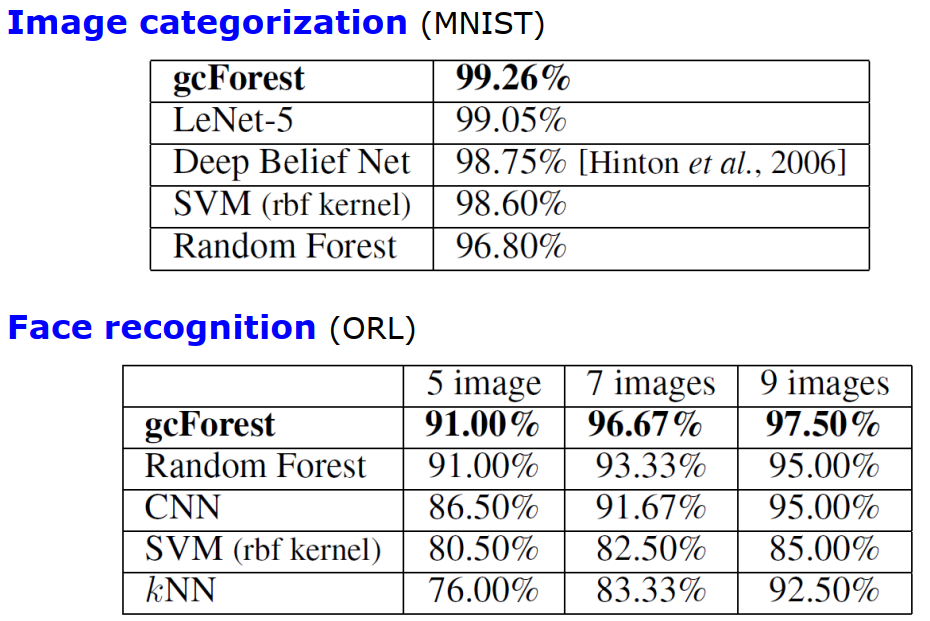 Image categorization (MNIST)
gcForest 99.26%
LeNet-5 99.05%
Deep Belief Net 98.75% [Hinton et al., 2006]
SVM (rbf kernel) 98.60%
Random Forest 96.80%
Face recognition (ORL)
5 image 7 images 9 images
gcForest 91.00% 96.67% 97.50%
Random Forest 91.00% 93.33% 95.00%
CNN 86.50% 91.67% 95.00%
SVM (rbf kernel) 80.50% 82.50% 85.00%
kNN 76.00% 83.33% 92.50%